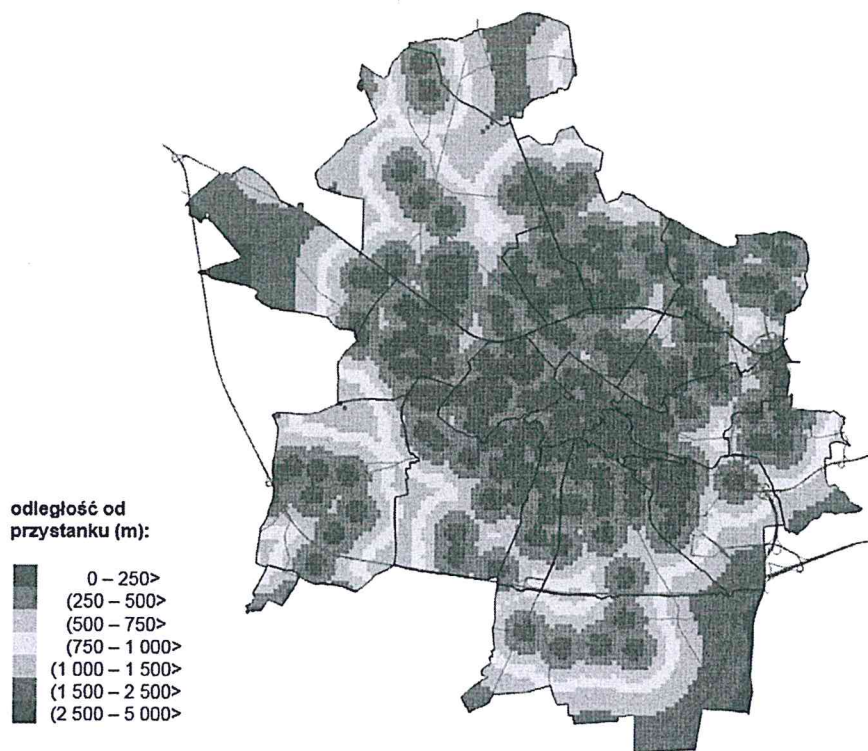 odległość od
przystanku (m):
0 – 250>
(250 – 500>
(500 – 750>
(750 – 1 000>
(1 000 – 1 500>
(1 500 – 2 500>
(2 500 – 5 000>